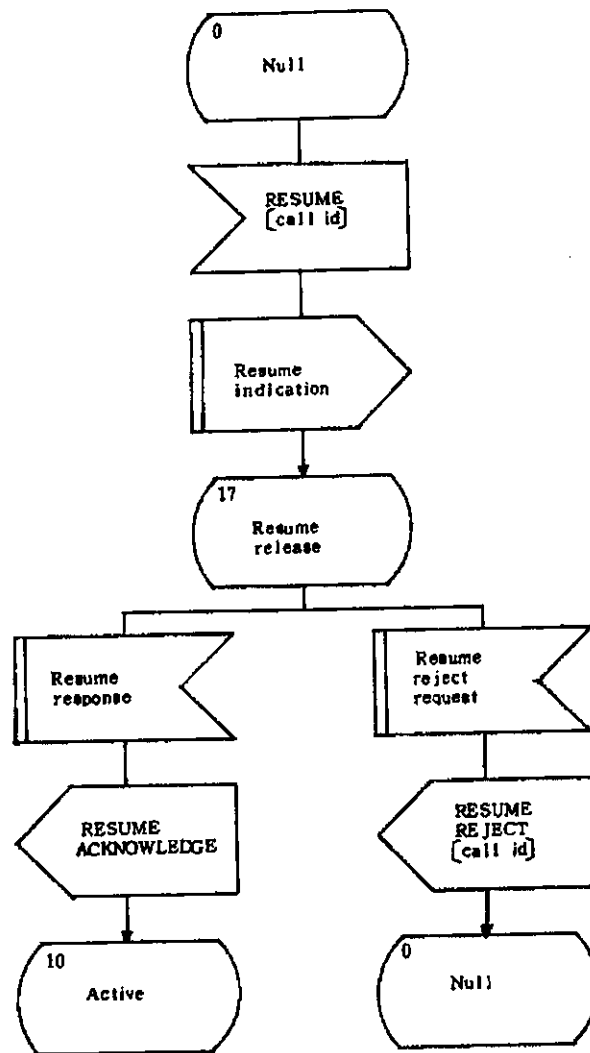 0
Null
RESUME
[call id]
Resume
indication
17
Resume
release
Resume
response
Resume
reject
request
RESUME
ACKNOWLEDGE
RESUME
REJECT
[call id]
10
Active
0
Null